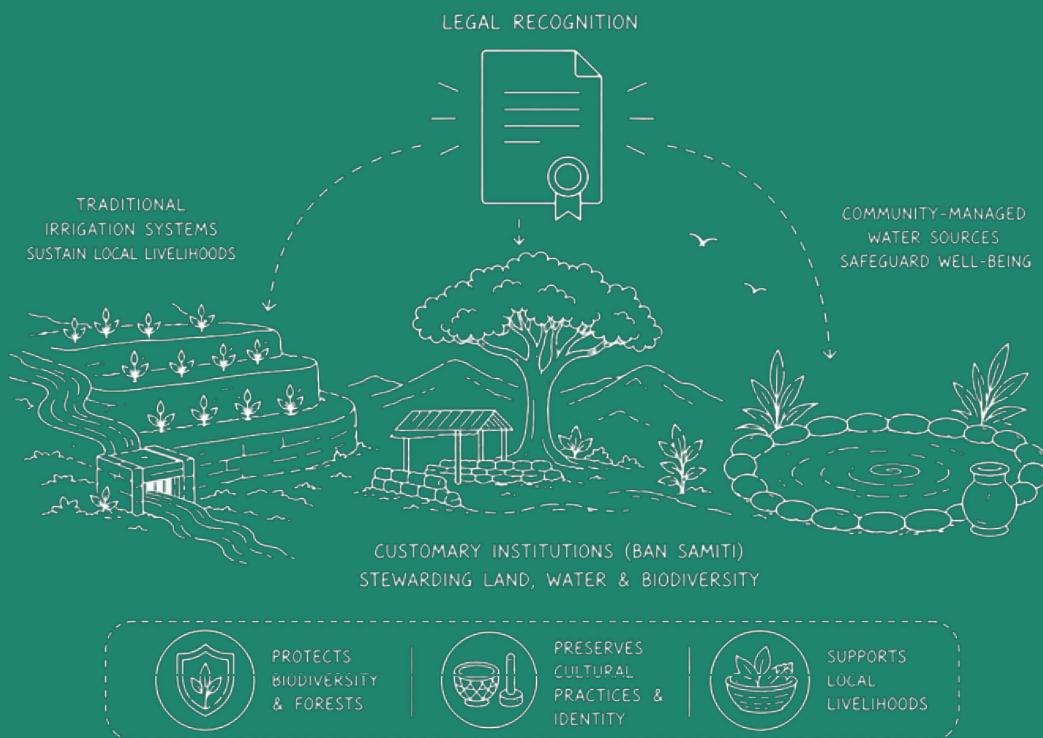 LEGAL RECOGNITION
TRADITIONAL
IRRIGATION SYSTEMS
SUSTAIN LOCAL LIVELIHOODS
COMMUNITY-MANAGED
WATER SOURCES
SAFEGUARD WELL-BEING
CUSTOMARY INSTITUTIONS (BAN SAMITI)
STEWARDING LAND, WATER & BIODIVERSITY
PROTECTS
BIODIVERSITY
& FORESTS
PRESERVES
CULTURAL
PRACTICES &
IDENTITY
SUPPORTS
LOCAL
LIVELIHOODS